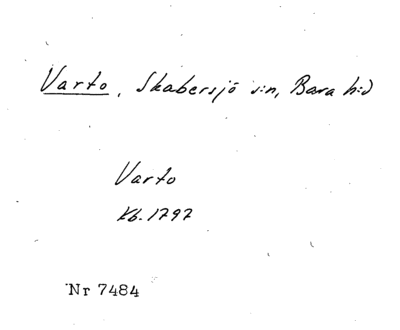 Varto, Skabersjö s:n, Bara h:d
Varto
Kb. 1797
Nr 7484